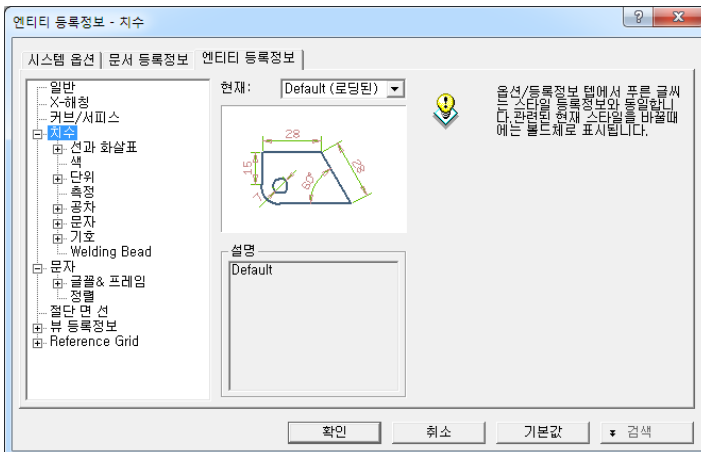 엔티티 등록정보 - 치수
시스템 옵션
문서 등록정보
엔티티 등록정보
일반
X-해칭
커브/서피스
치수
선과 화살표
색
단위
측정
공차
문자
기호
Welding Bead
문자
글꼴& 프레임
정렬
절단 면 선
뷰 등록정보
Reference Grid
현재:
Default (로딩된)
28
15
7
60°
28
설명
Default
옵션/등록정보 텝에서 푸른 글씨
는 스타일 등록정보와 동일합니
다.관련된 현재 스타일을 바꿀때
에는 볼드체로 표시됩니다.
확인
취소
기본값
검색